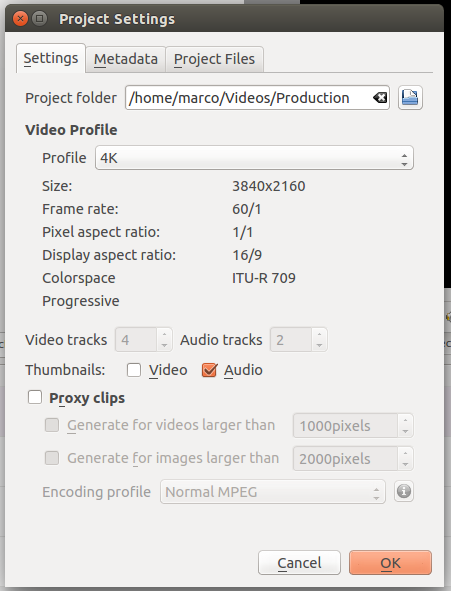 Project Settings
Settings Metadata Project Files
Project folder /home/marco/Videos/Production
Video Profile
Profile 4K
Size: 3840x2160
Frame rate: 60/1
Pixel aspect ratio: 1/1
Display aspect ratio: 16/9
Colorspace ITU-R 709
Progressive
Video tracks 4 Audio tracks 2
Thumbnails: Video Audio
Proxy clips
Generate for videos larger than 1000pixels
Generate for images larger than 2000pixels
Encoding profile Normal MPEG
Cancel OK